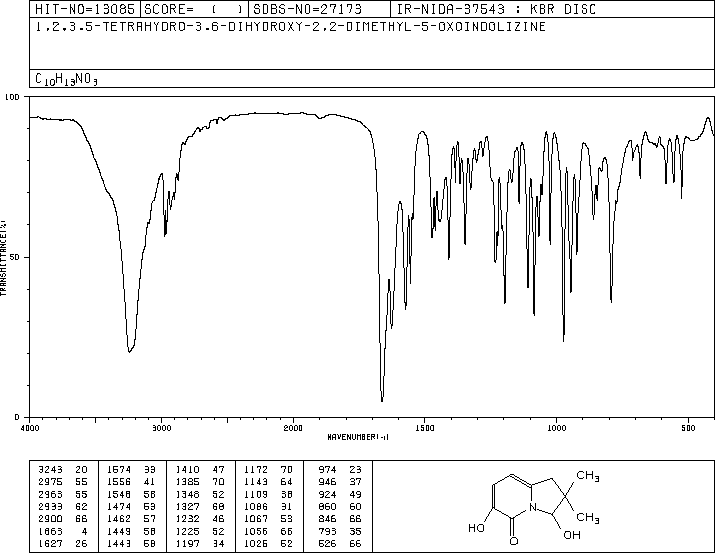 HIT-NO=13085 SCORE= ( ) SDBS-NO=27173 IR-NIDA-37543 : KBR DISC
1,2,3,5-TETRAHYDRO-3,6-DIHYDROXY-2,2-DIMETHYL-5-OXOINDOLIZINE
C10H13NO3
100
TRANSMITTANCE(%)
50
0
4000 3000 2000 1500 1000 500
WAVENUMBER(-1)
3243 20 1574 33 1410 47 1172 70 974 23
2975 55 1556 41 1385 70 1143 64 946 37
2963 55 1548 56 1348 52 1109 38 924 49
2933 62 1474 53 1327 68 1086 31 860 60
2900 66 1462 57 1232 46 1067 53 846 66
1663 4 1449 58 1225 52 1056 66 793 35
1627 26 1443 58 1197 34 1026 52 526 66
CH3
CH3
N
HO
O
OH